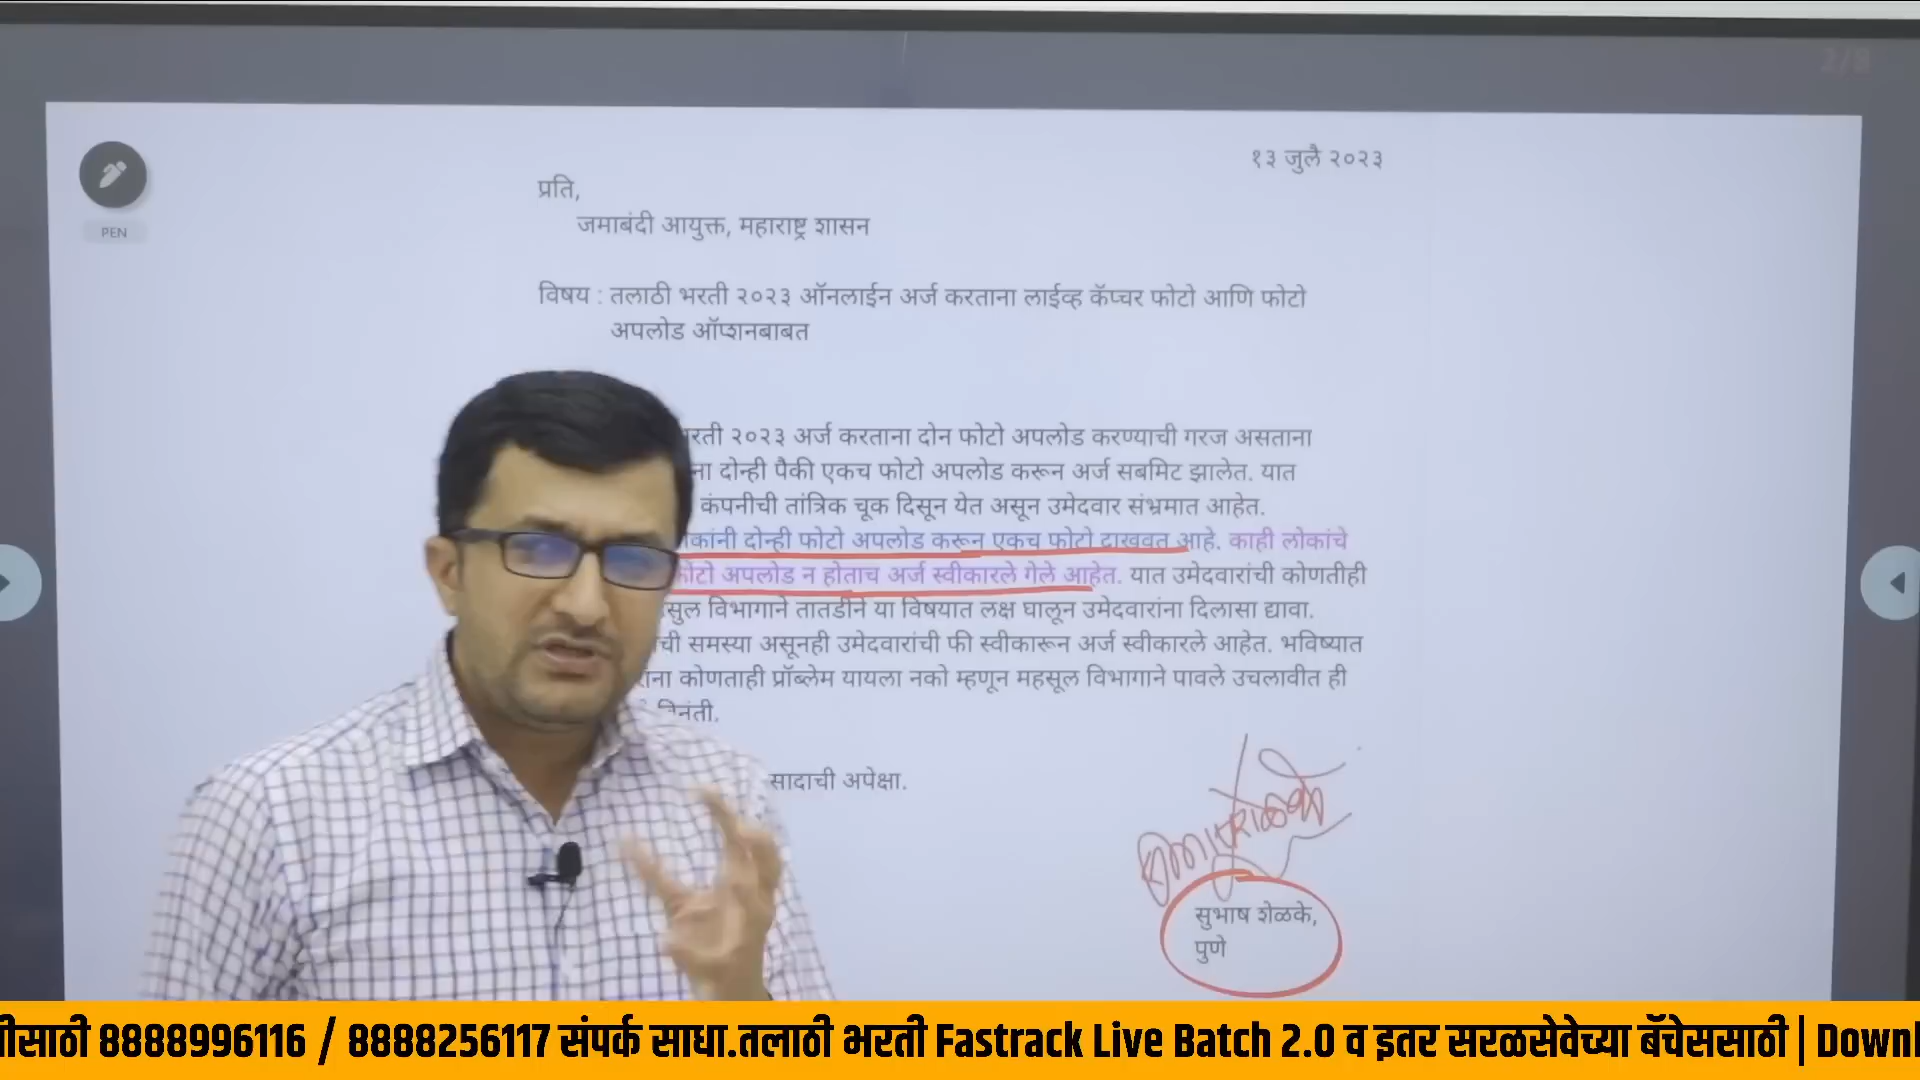 १३ जुलै २०२३
प्रति,
जमाबंदी आयुक्त, महाराष्ट्र शासन
विषय : तलाठी भरती २०२३ ऑनलाईन अर्ज करताना लाईव्ह कॅप्चर फोटो आणि फोटो
अपलोड ऑप्शनबाबत
२०२३ अर्ज करताना दोन फोटो अपलोड करण्याची गरज असताना
दोन्ही पैकी एकच फोटो अपलोड करून अर्ज सबमिट झालेत. यात
कंपनीची तांत्रिक चूक दिसून येत असून उमेदवार संभ्रमात आहेत.
दोन्ही फोटो अपलोड करून एकच फोटो दाखवत आहे. काही लोकांचे
अपलोड न होताच अर्ज स्वीकारले गेले आहेत. यात उमेदवारांची कोणतीही
विभागाने तातडीने या विषयात लक्ष घालून उमेदवारांना दिलासा द्यावा.
समस्या असूनही उमेदवारांची फी स्वीकारून अर्ज स्वीकारले आहेत. भविष्यात
कोणताही प्रॉब्लेम यायला नको म्हणून महसूल विभागाने पावले उचलावीत ही
विनंती.
अपेक्षा.
सुभाष शेळके,
पुणे
PEN
8888996116 / 8888256117 संपर्क साधा.तलाठी भरती Fastrack Live Batch 2.0 व इतर सरळसेवेच्या बॅचेससाठी |